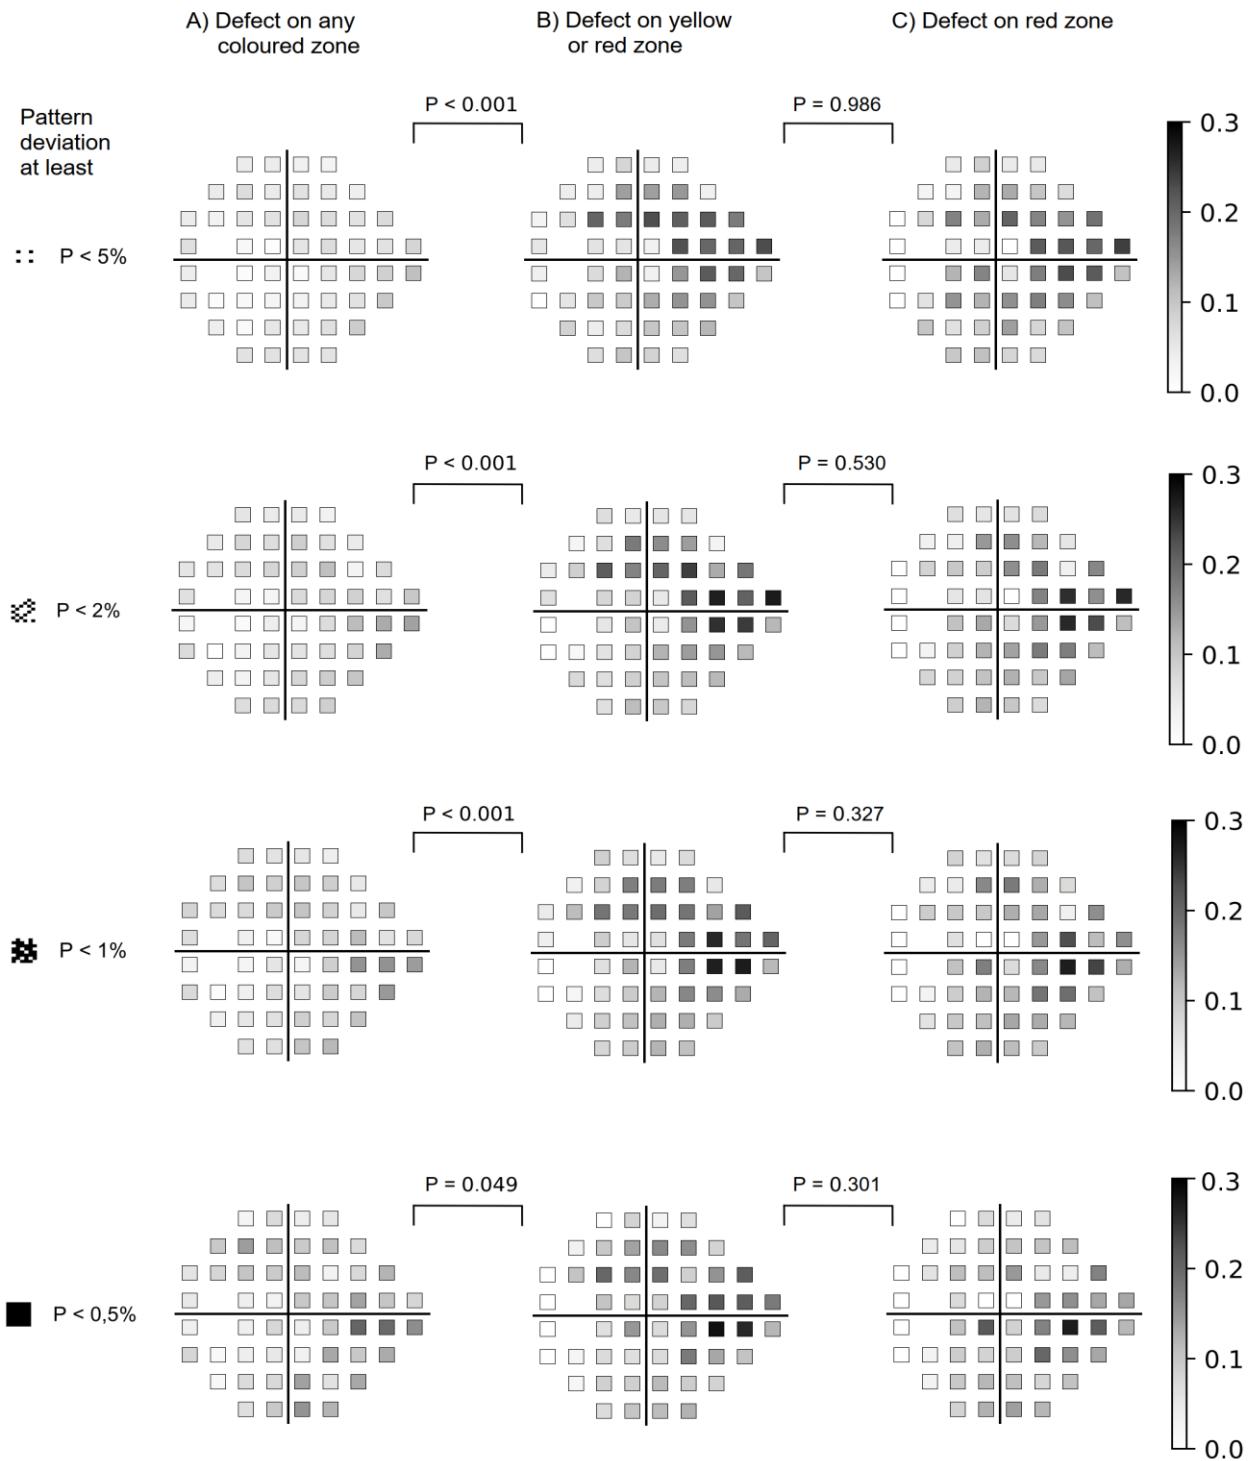 A) Defect on any
coloured zone
B) Defect on yellow
or red zone
C) Defect on red zone
Pattern
deviation
at least
P < 0.001
P = 0.986
P < 5%
0.3
0.2
0.1
0.0
P < 0.001
P = 0.530
P < 2%
0.3
0.2
0.1
0.0
P < 0.001
P = 0.327
P < 1%
0.3
0.2
0.1
0.0
P = 0.049
P = 0.301
P < 0,5%
0.3
0.2
0.1
0.0